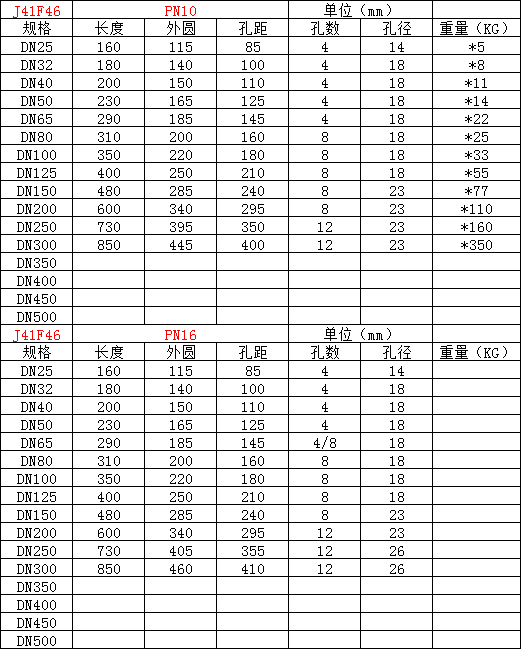 J41F46 PN10 单位（mm）
规格 长度 外圆 孔距 孔数 孔径 重量（KG）
DN25 160 115 85 4 14 *5
DN32 180 140 100 4 18 *8
DN40 200 150 110 4 18 *11
DN50 230 165 125 4 18 *14
DN65 290 185 145 4 18 *22
DN80 310 200 160 8 18 *25
DN100 350 220 180 8 18 *33
DN125 400 250 210 8 18 *55
DN150 480 285 240 8 23 *77
DN200 600 340 295 8 23 *110
DN250 730 395 350 12 23 *160
DN300 850 445 400 12 23 *350
DN350
DN400
DN450
DN500
J41F46 PN16 单位（mm）
规格 长度 外圆 孔距 孔数 孔径 重量（KG）
DN25 160 115 85 4 14
DN32 180 140 100 4 18
DN40 200 150 110 4 18
DN50 230 165 125 4 18
DN65 290 185 145 4/8 18
DN80 310 200 160 8 18
DN100 350 220 180 8 18
DN125 400 250 210 8 18
DN150 480 285 240 8 23
DN200 600 340 295 12 23
DN250 730 405 355 12 26
DN300 850 460 410 12 26
DN350
DN400
DN450
DN500